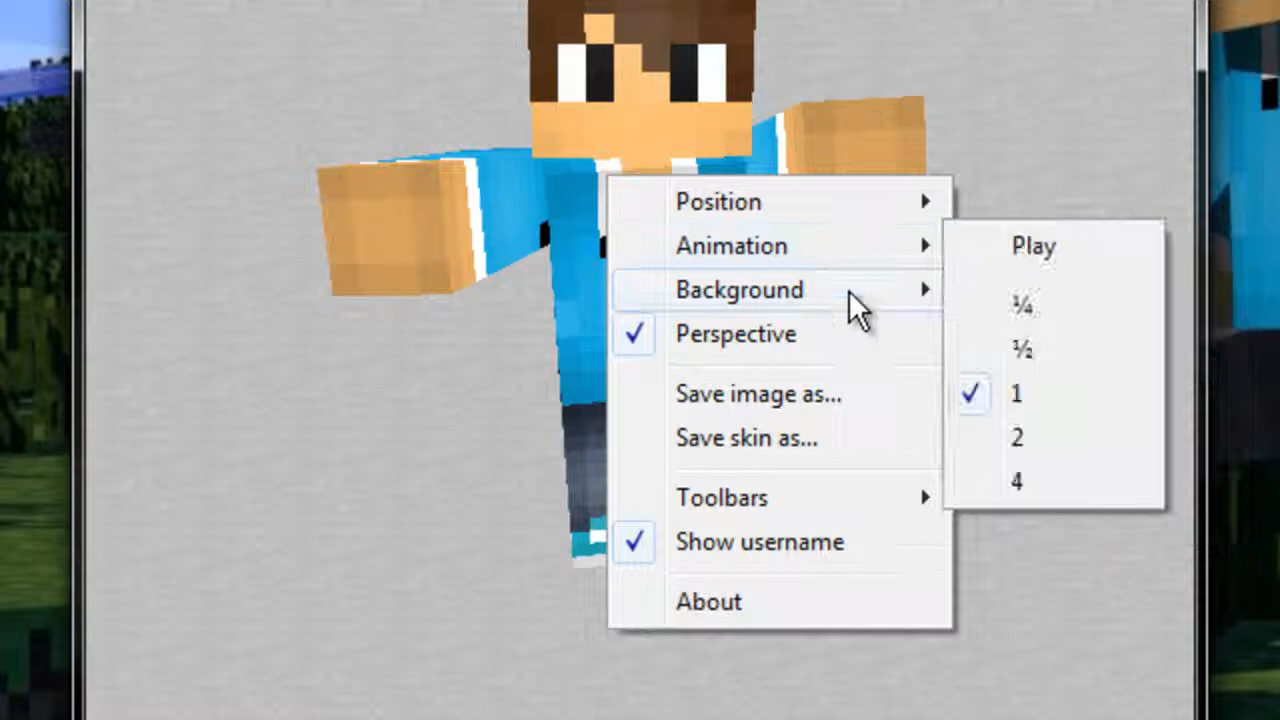 Position
Animation
Background
Perspective
Save image as...
Save skin as...
Toolbars
Show username
About
Play
¼
½
1
2
4